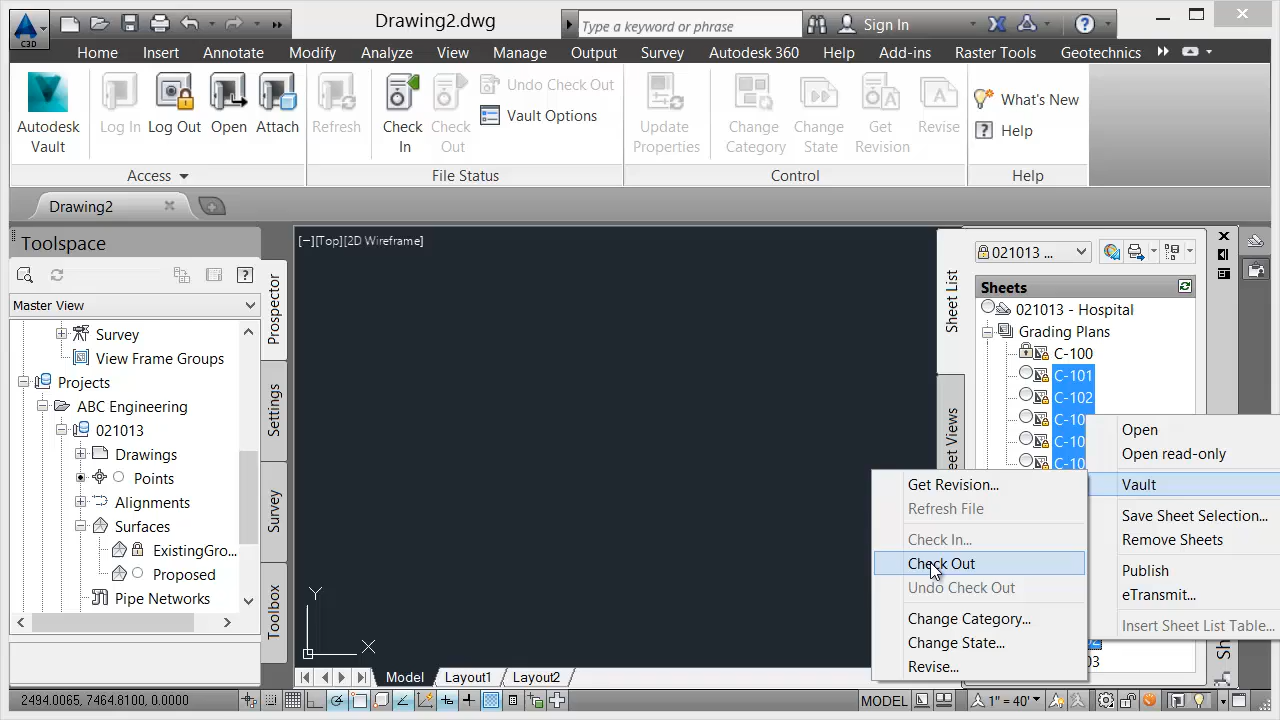 Drawing2.dwg
Type a keyword or phrase
Sign In
C3D
Home Insert Annotate Modify Analyze View Manage Output Survey Autodesk 360 Help Add-ins Raster Tools Geotechnics
Autodesk Vault
Log In
Log Out
Open
Attach
Refresh
Check In
Check Out
Undo Check Out
Vault Options
Update Properties
Change Category
Change State
Get Revision
Revise
What's New
Help
Access
File Status
Control
Help
Drawing2
Toolspace
Master View
Survey
View Frame Groups
Projects
ABC Engineering
021013
Drawings
Points
Alignments
Surfaces
ExistingGro...
Proposed
Pipe Networks
Prospector
Settings
Survey
Toolbox
[−][Top][2D Wireframe]
Y
X
Sheet List
Sheet Views
021013 ...
Sheets
021013 - Hospital
Grading Plans
C-100
C-101
C-102
C-10
C-10
C-10
Open
Open read-only
Vault
Save Sheet Selection...
Remove Sheets
Publish
eTransmit...
Insert Sheet List Table...
Get Revision...
Refresh File
Check In...
Check Out
Undo Check Out
Change Category...
Change State...
Revise...
Model Layout1 Layout2
2494.0065, 7464.8100, 0.0000
MODEL
1" = 40'